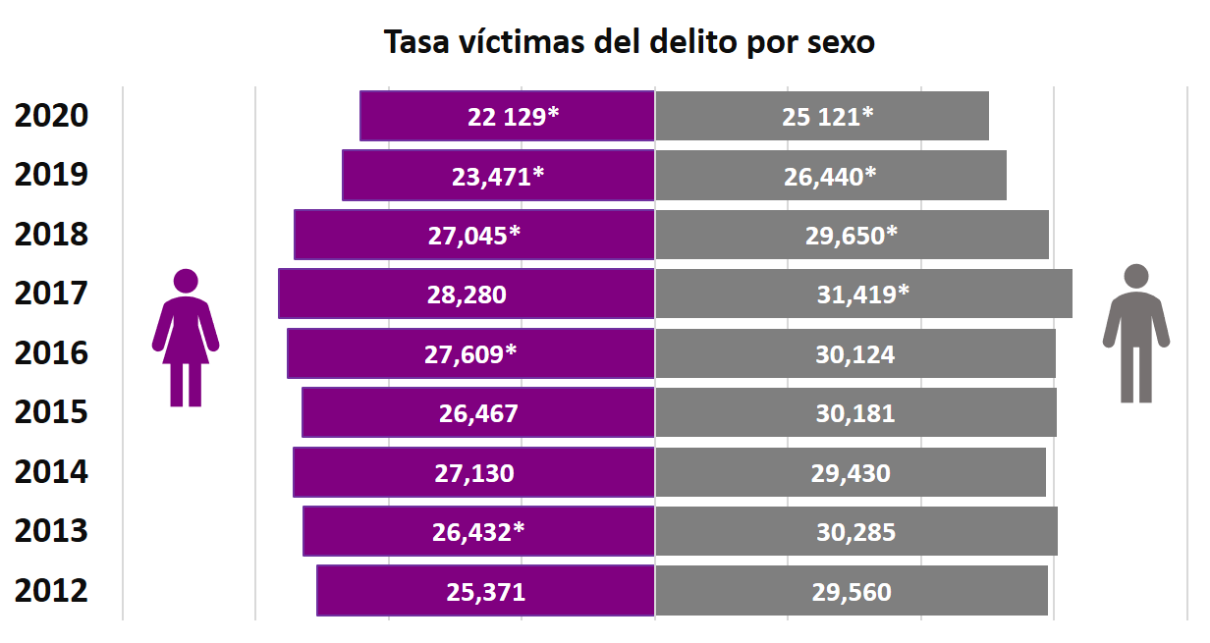 Tasa víctimas del delito por sexo
2020 22 129* 25 121*
2019 23,471* 26,440*
2018 27,045* 29,650*
2017 28,280 31,419*
2016 27,609* 30,124
2015 26,467 30,181
2014 27,130 29,430
2013 26,432* 30,285
2012 25,371 29,560